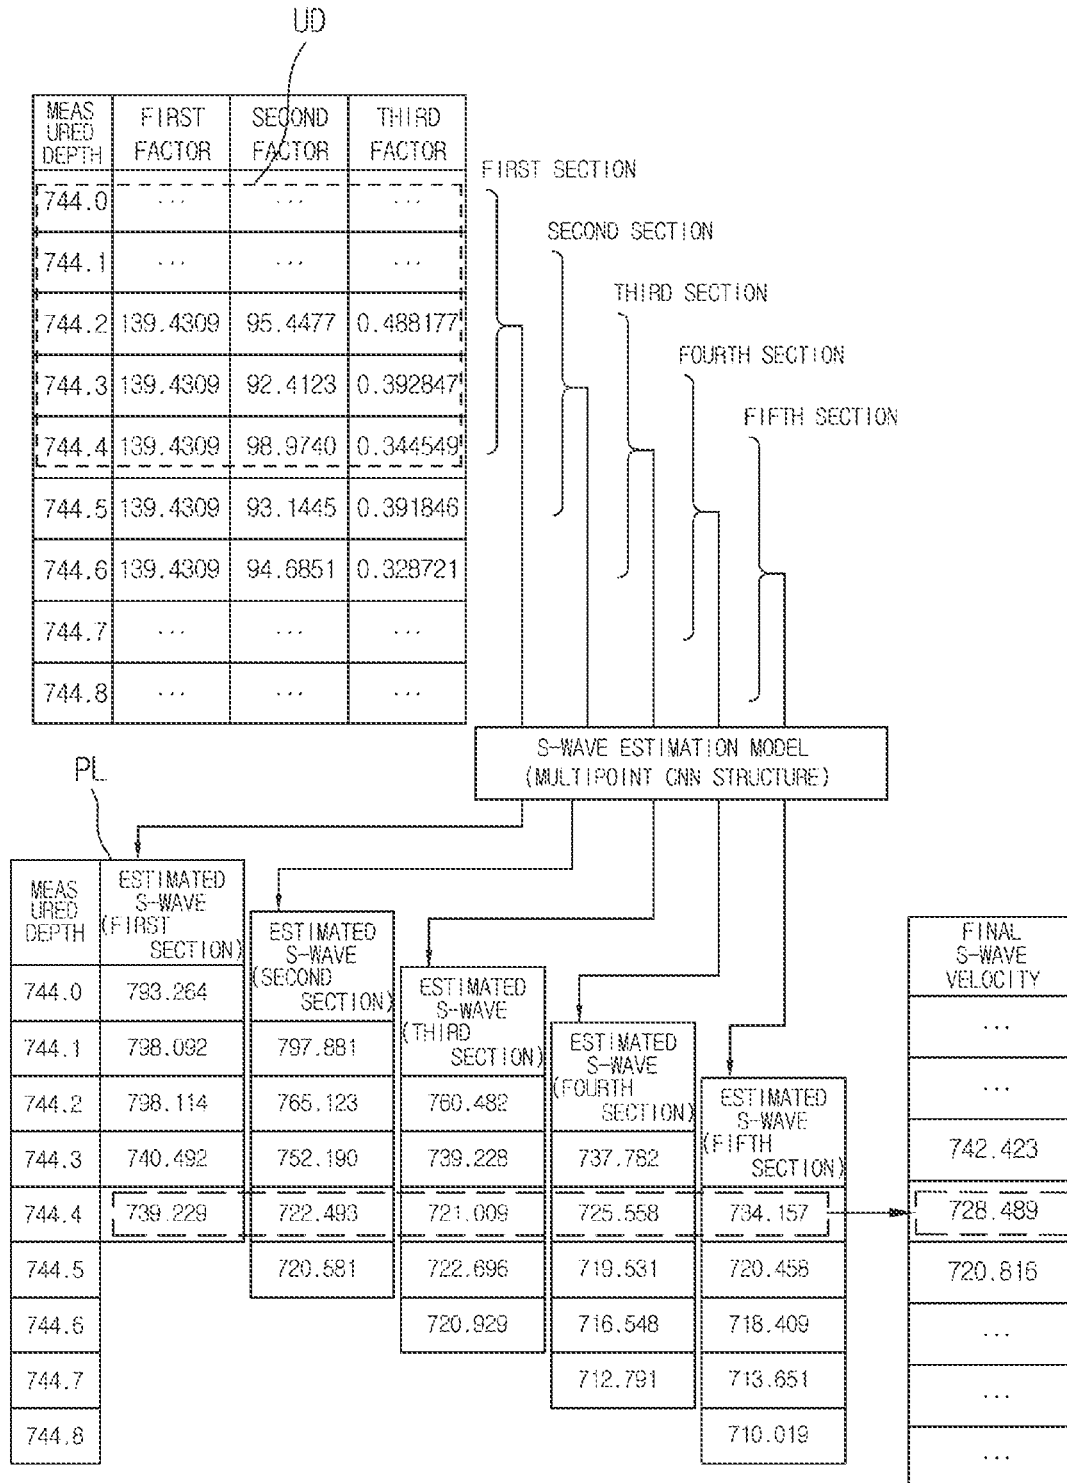 UD
MEAS URED DEPTH FIRST FACTOR SECOND FACTOR THIRD FACTOR
744.0 ... ... ...
744.1 ... ... ...
744.2 139.4309 95.4477 0.488177
744.3 139.4309 92.4123 0.392847
744.4 139.4309 98.9740 0.344549
744.5 139.4309 93.1445 0.391846
744.6 139.4309 94.6851 0.328721
744.7 ... ... ...
744.8 ... ... ...
FIRST SECTION
SECOND SECTION
THIRD SECTION
FOURTH SECTION
FIFTH SECTION
S-WAVE ESTIMATION MODEL
(MULTIPOINT CNN STRUCTURE)
PL
MEAS
URED
DEPTH
ESTIMATED
S-WAVE
(FIRST
SECTION)
ESTIMATED
S-WAVE
(SECOND
SECTION)
ESTIMATED
S-WAVE
(THIRD
SECTION)
ESTIMATED
S-WAVE
(FOURTH
SECTION)
ESTIMATED
S-WAVE
(FIFTH
SECTION)
FINAL
S-WAVE
VELOCITY
744.0 793.264 ...
744.1 798.092 797.881 ...
744.2 798.114 765.123 760.482
744.3 740.492 752.190 739.228 737.782 742.423
744.4 739.229 722.493 721.009 725.558 734.157 728.489
744.5 720.581 722.696 719.531 720.458 720.816
744.6 720.929 716.548 718.409 ...
744.7 712.791 713.651 ...
744.8 710.019 ...